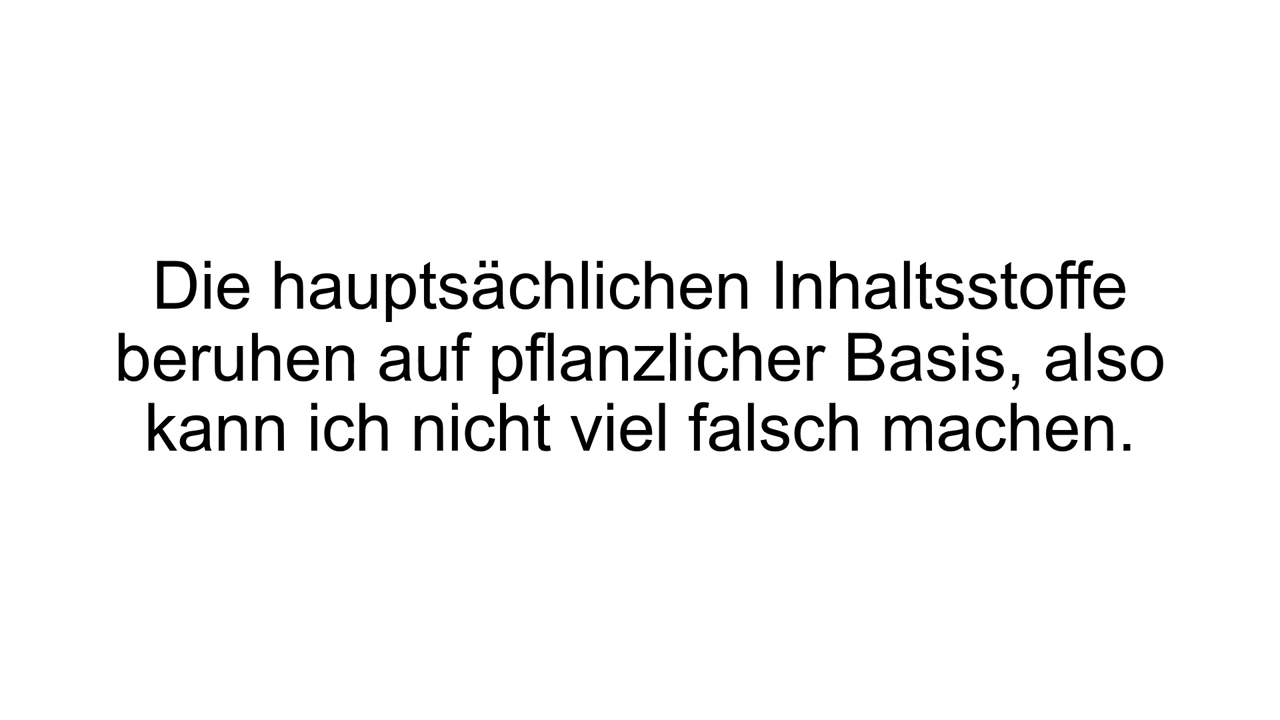 Die hauptsächlichen Inhaltsstoffe
beruhen auf pflanzlicher Basis, also
kann ich nicht viel falsch machen.